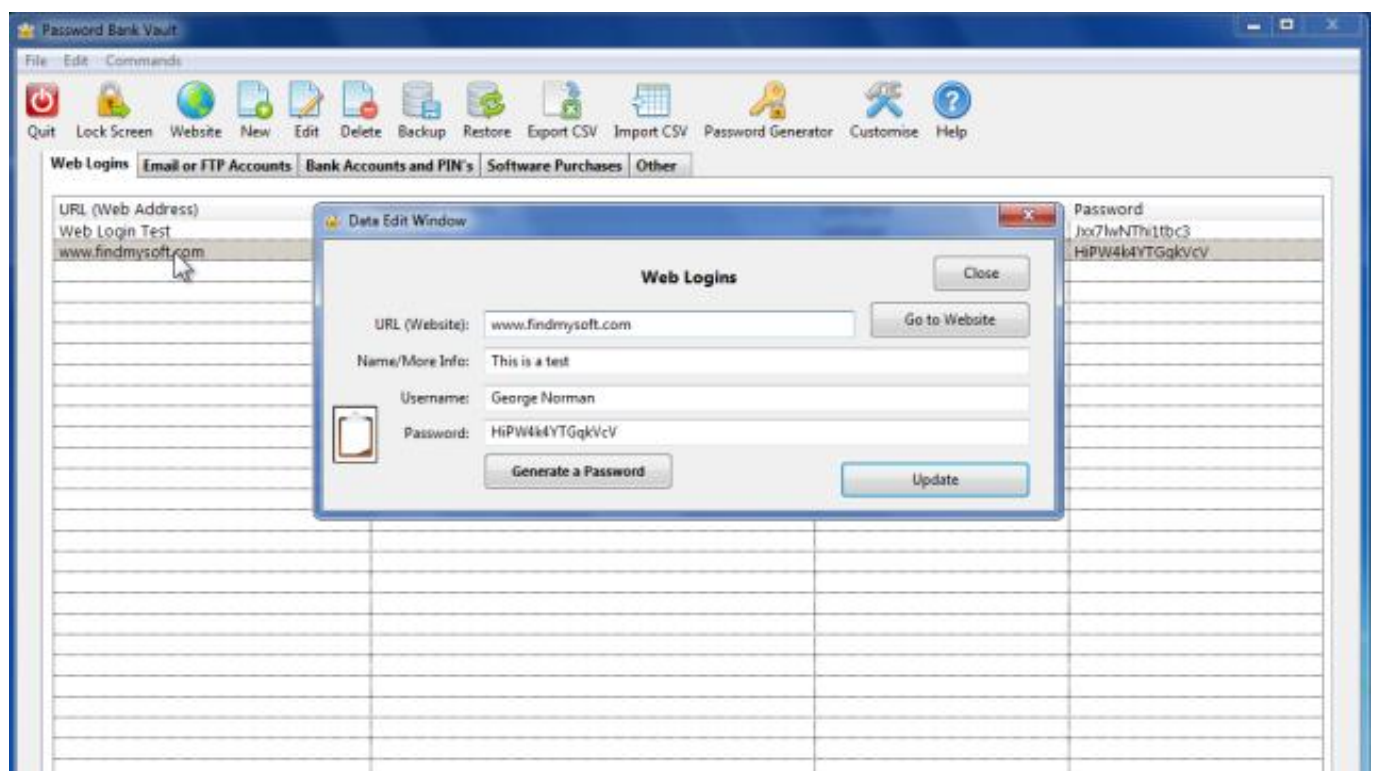 Password Bank Vault
File Edit Commands
Quit Lock Screen Website New Edit Delete Backup Restore Export CSV Import CSV Password Generator Customise Help
Web Logins Email or FTP Accounts Bank Accounts and PIN's Software Purchases Other
URL (Web Address) Password
Web Login Test
www.findmysoft.com HiPW4k4YTGqkVcV
Data Edit Window
Web Logins Close
URL (Website): www.findmysoft.com Go to Website
Name/More Info: This is a test
Username: George Norman
Password: HiPW4k4YTGqkVcV
Generate a Password Update